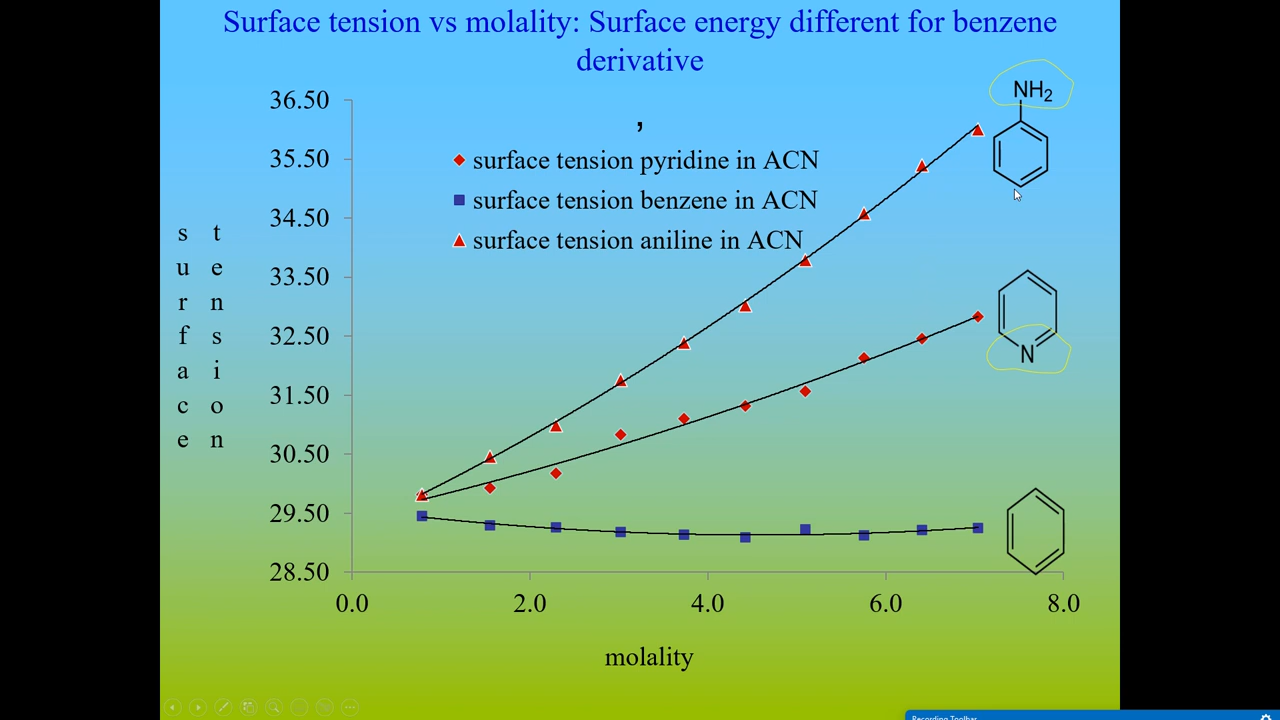 Surface tension vs molality: Surface energy different for benzene
derivative
36.50
35.50
34.50
33.50
32.50
31.50
30.50
29.50
28.50
,
surface tension pyridine in ACN
surface tension benzene in ACN
surface tension aniline in ACN
surface
tension
NH2
N
0.0 2.0 4.0 6.0 8.0
molality
Recording Toolbar